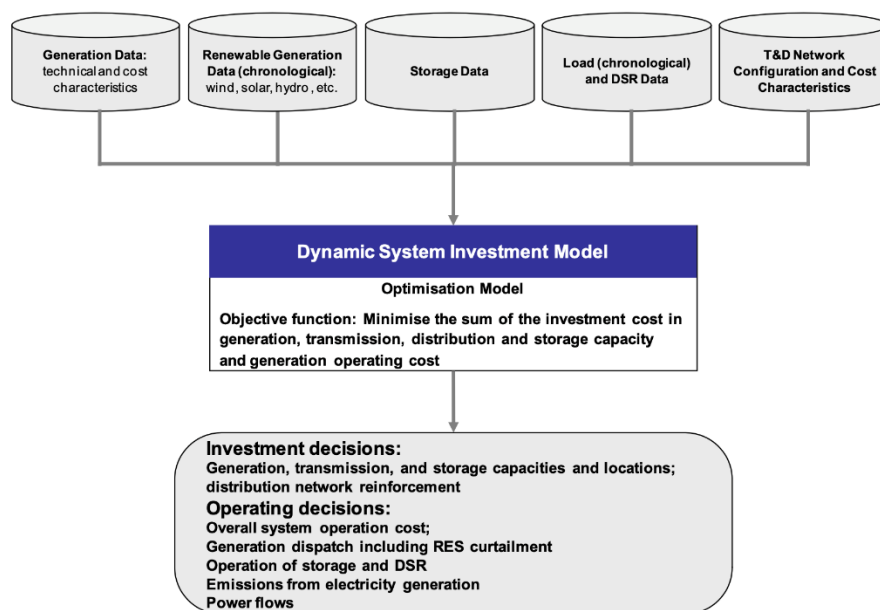 Generation Data:
technical and cost
characteristics
Renewable Generation
Data (chronological):
wind, solar, hydro , etc.
Storage Data
Load (chronological)
and DSR Data
T&D Network
Configuration and Cost
Characteristics
Dynamic System Investment Model
Optimisation Model
Objective function: Minimise the sum of the investment cost in
generation, transmission, distribution and storage capacity
and generation operating cost
Investment decisions:
Generation, transmission, and storage capacities and locations;
distribution network reinforcement
Operating decisions:
Overall system operation cost;
Generation dispatch including RES curtailment
Operation of storage and DSR
Emissions from electricity generation
Power flows